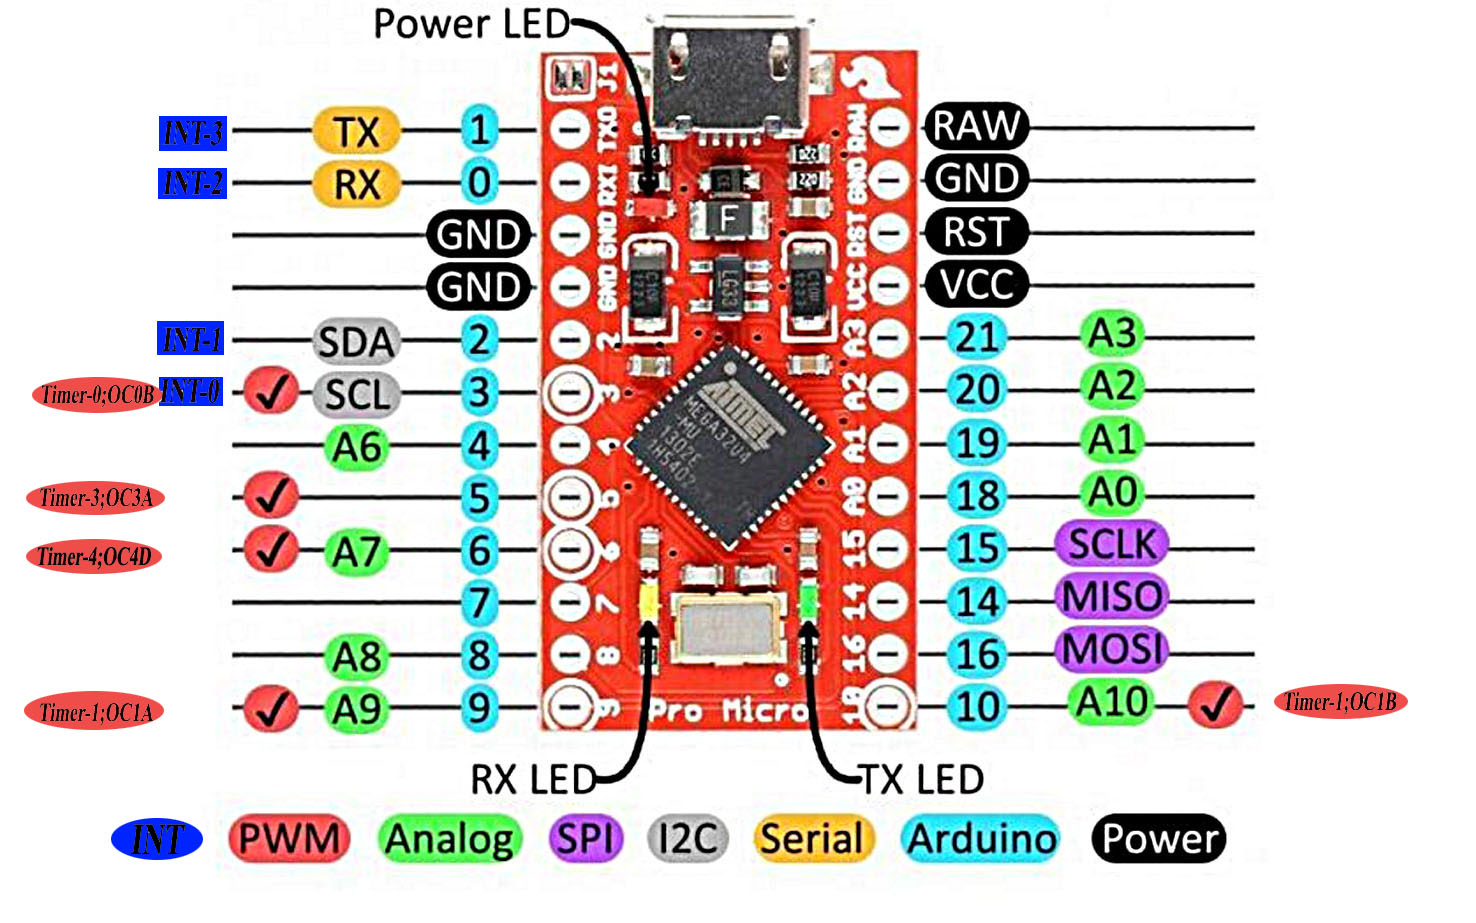 Power LED
J1
INT-3 TX 1 TXO RAW RAW
INT-2 RX 0 RXI GND GND
220
220
F
GND GND RST RST
GND GND VCC VCC
LG33
INT-1 SDA 2 2 A3 21 A3
Timer-0;OC0B INT-0 SCL 3 3 A2 20 A2
ATMEL
MEGA32U4
-MU
1302E
A6 4 4 A1 19 A1
Timer-3;OC3A 5 5 A0 18 A0
Timer-4;OC4D A7 6 6 15 15 SCLK
7 7 14 14 MISO
A8 8 8 16 16 MOSI
Timer-1;OC1A A9 9 9 Pro Micro 10 10 A10 Timer-1;OC1B
RX LED TX LED
INT PWM Analog SPI I2C Serial Arduino Power